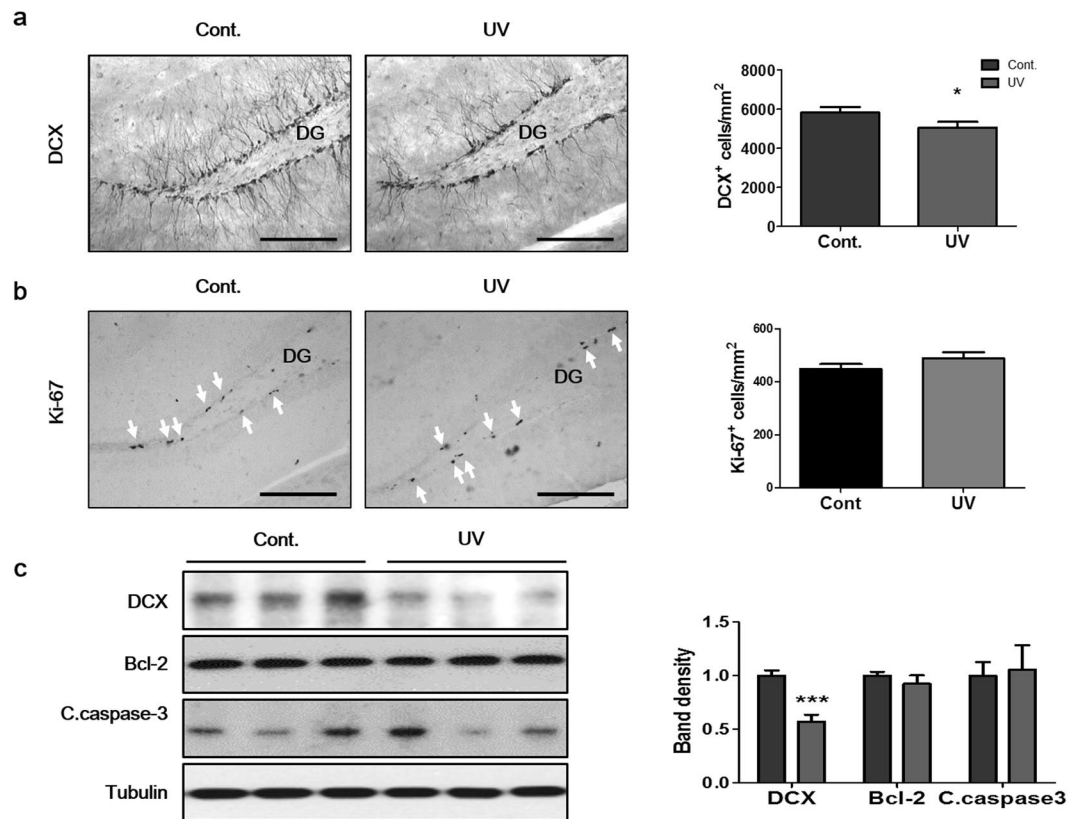 a
Cont.
UV
DCX
DG
DG
DCX+ cells/mm2
8000
6000
4000
2000
0
*
Cont.
UV
Cont.
UV
b
Cont.
UV
Ki-67
DG
DG
Ki-67+ cells/mm2
600
400
200
0
Cont
UV
c
Cont.
UV
DCX
Bcl-2
C.caspase-3
Tubulin
Band density
1.5
1.0
0.5
0.0
***
DCX
Bcl-2
C.caspase3